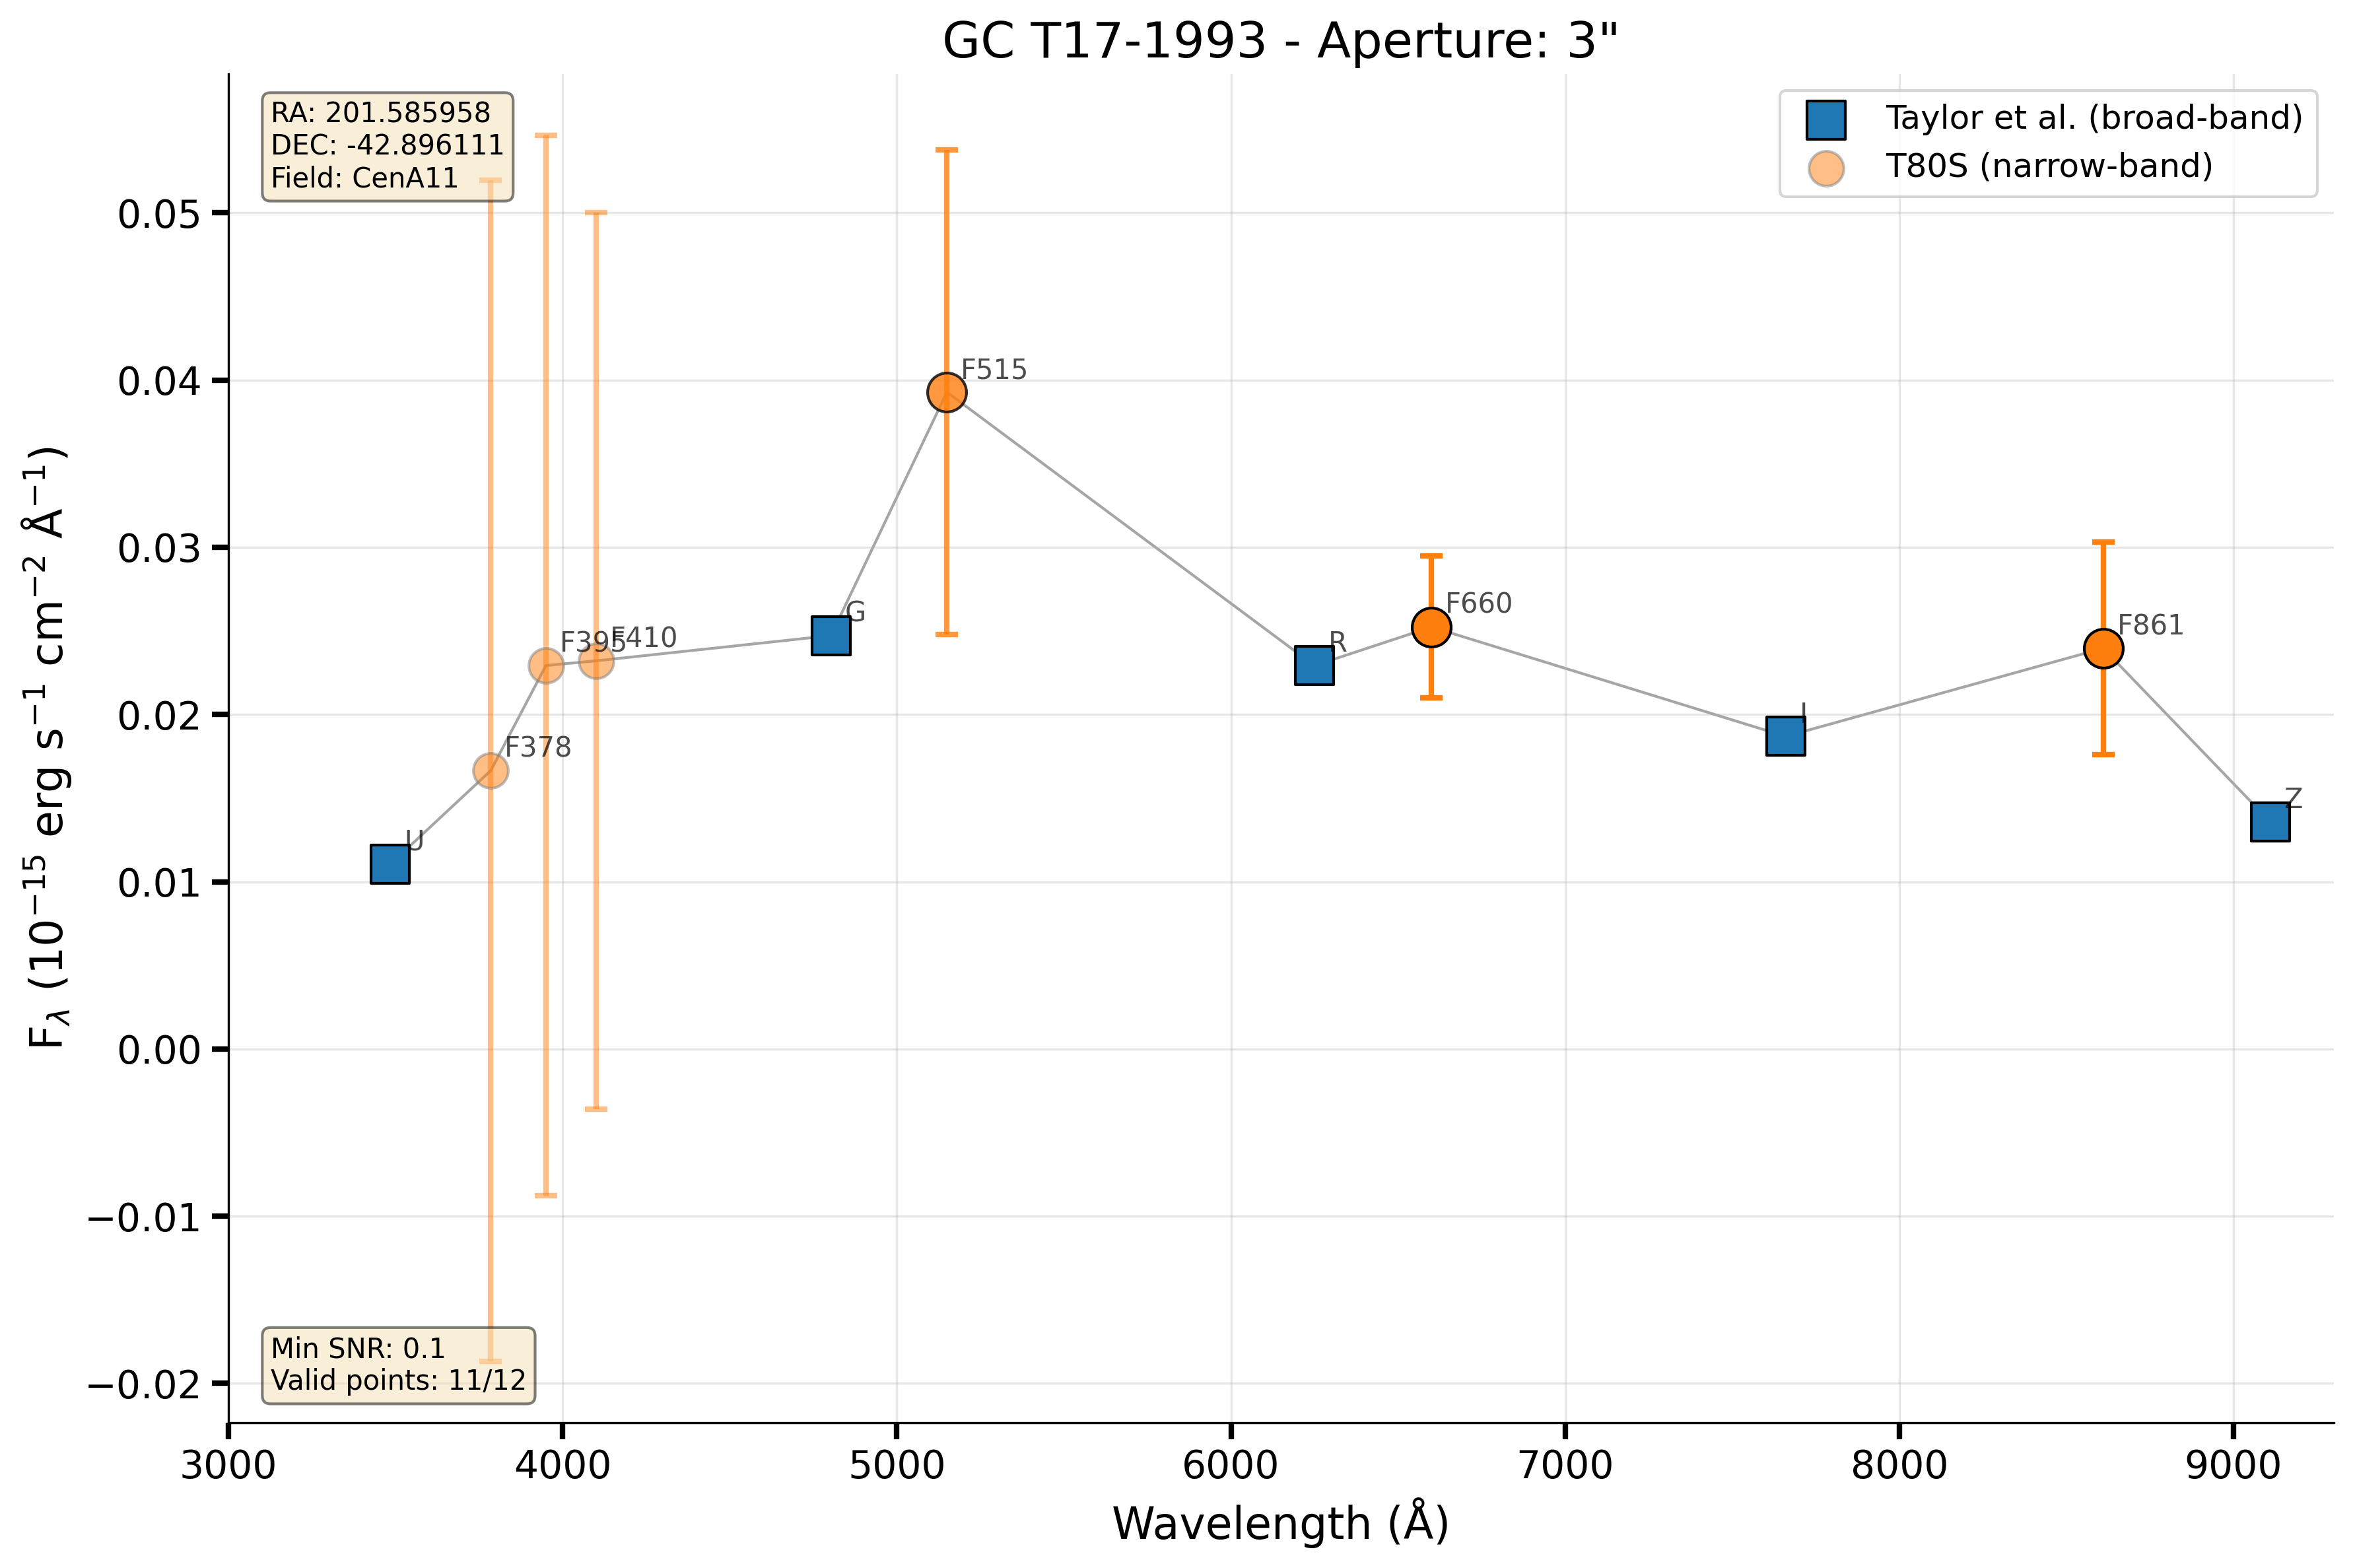 GC T17-1993 - Aperture: 3"
RA: 201.585958
DEC: -42.896111
Field: CenA11
Taylor et al. (broad-band)
T80S (narrow-band)
F515
F660
F861
G
F395
F410
R
I
F378
U
Z
Min SNR: 0.1
Valid points: 11/12
0.05
0.04
0.03
0.02
0.01
0.00
−0.01
−0.02
3000 4000 5000 6000 7000 8000 9000
Wavelength (Å)
Fλ (10⁻¹⁵ erg s⁻¹ cm⁻² Å⁻¹)